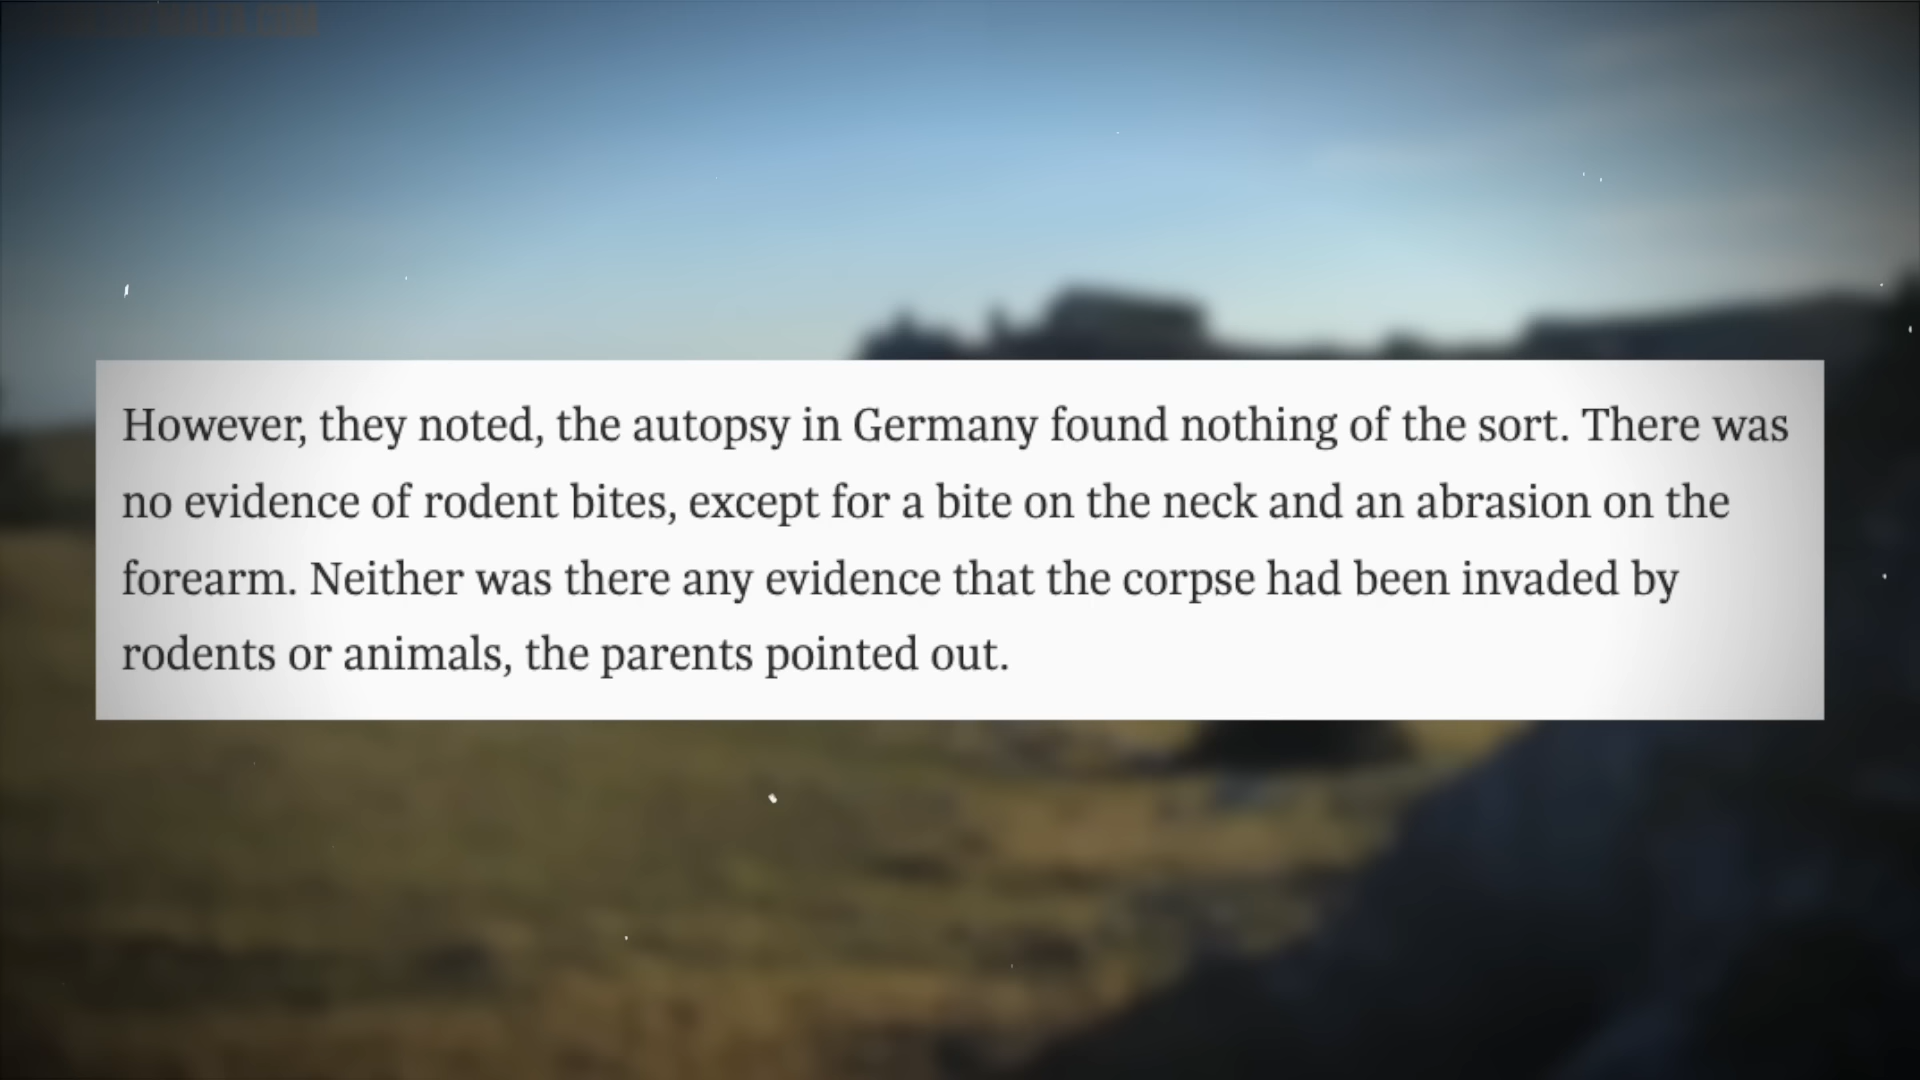 However, they noted, the autopsy in Germany found nothing of the sort. There was
no evidence of rodent bites, except for a bite on the neck and an abrasion on the
forearm. Neither was there any evidence that the corpse had been invaded by
rodents or animals, the parents pointed out.